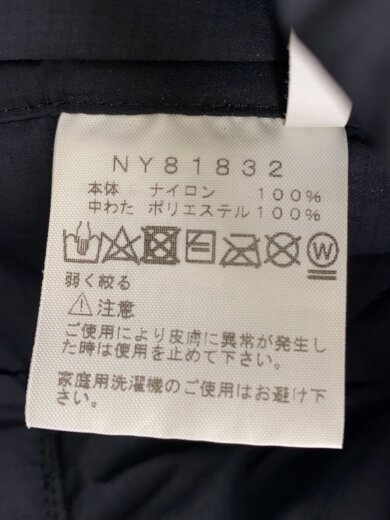 NY81832
本体 ナイロン 100%
中わた ポリエステル100%
W
弱く絞る
注意
ご使用により皮膚に異常が発生し
た時は使用を止めて下さい。
家庭用洗濯機のご使用はお避け下
さい。